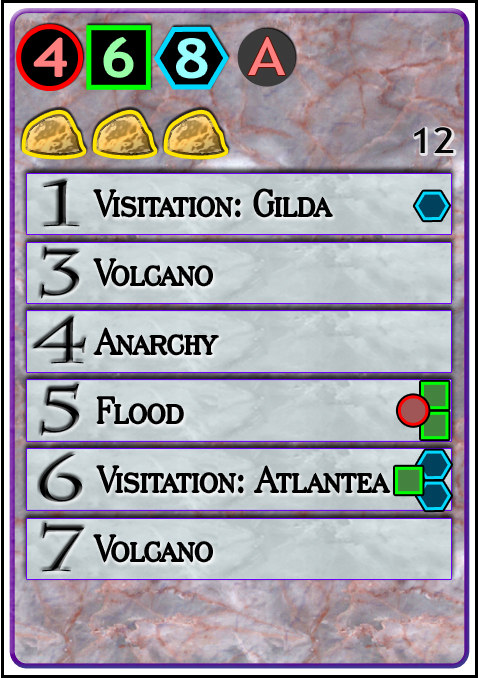 4 6 8 A
12
1 Visitation: Gilda
3 Volcano
4 Anarchy
5 Flood
6 Visitation: Atlantea
7 Volcano